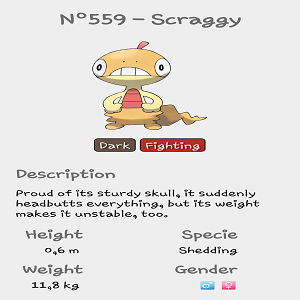 Nº559 – Scraggy
Dark Fighting
Description
Proud of its sturdy skull, it suddenly
headbutts everything, but its weight
makes it unstable, too.
Height Specie
0,6 m Shedding
Weight Gender
11,8 kg ♂ ♀